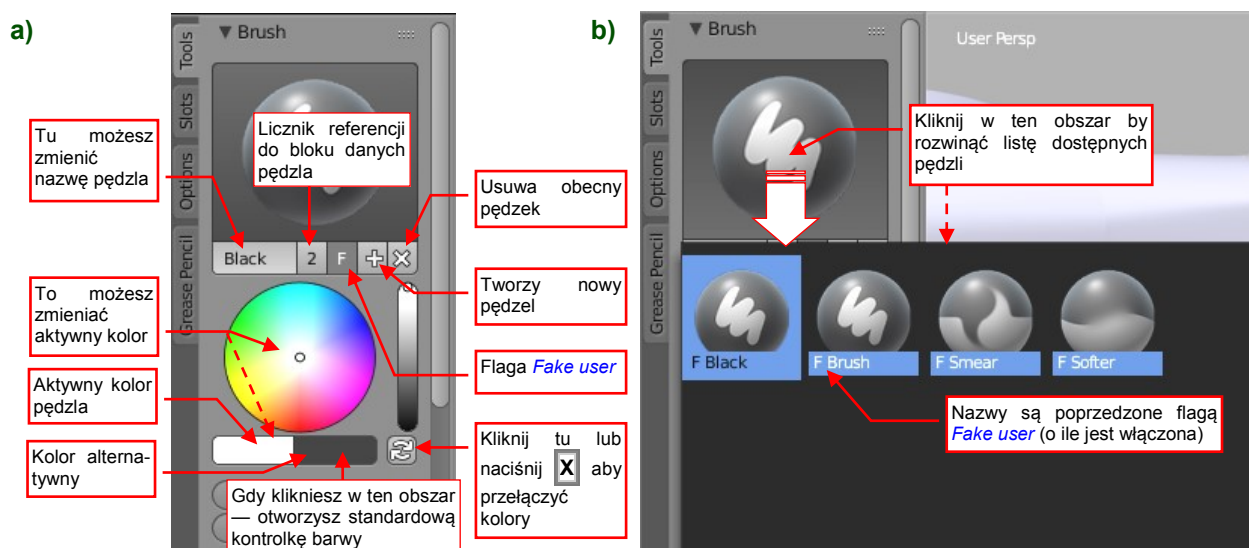 a)
Tools
Slots
Options
Grease Pencil
▼ Brush
Tu możesz
zmienić
nazwę pędzla
Licznik referencji
do bloku danych
pędzla
Usuwa obecny
pędzek
Black 2 F
Tworzy nowy
pędzel
To możesz
zmieniać
aktywny kolor
Flaga Fake user
Aktywny kolor
pędzla
Kolor alterna-
tywny
Kliknij tu lub
naciśnij X aby
przełączyć
kolory
Gdy klikniesz w ten obszar
— otworzysz standardową
kontrolkę barwy
b)
Tools
Slots
Options
Grease Pencil
▼ Brush
User Persp
Kliknij w ten obszar by
rozwinąć listę dostępnych
pędzli
F Black
F Brush
F Smear
F Softer
Nazwy są poprzedzone flagą
Fake user (o ile jest włączona)